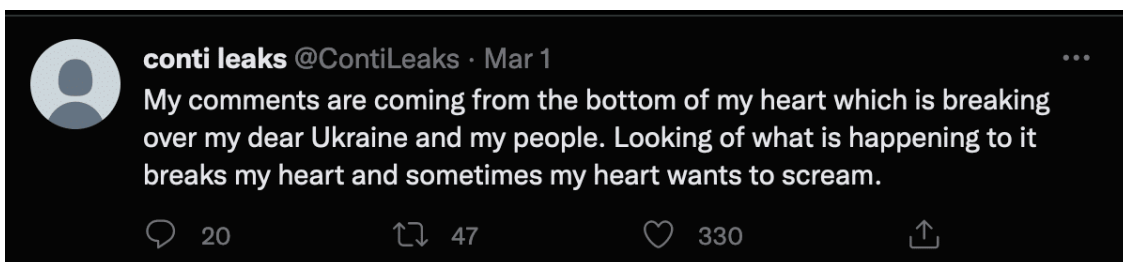 conti leaks @ContiLeaks · Mar 1
My comments are coming from the bottom of my heart which is breaking
over my dear Ukraine and my people. Looking of what is happening to it
breaks my heart and sometimes my heart wants to scream.
20 47 330